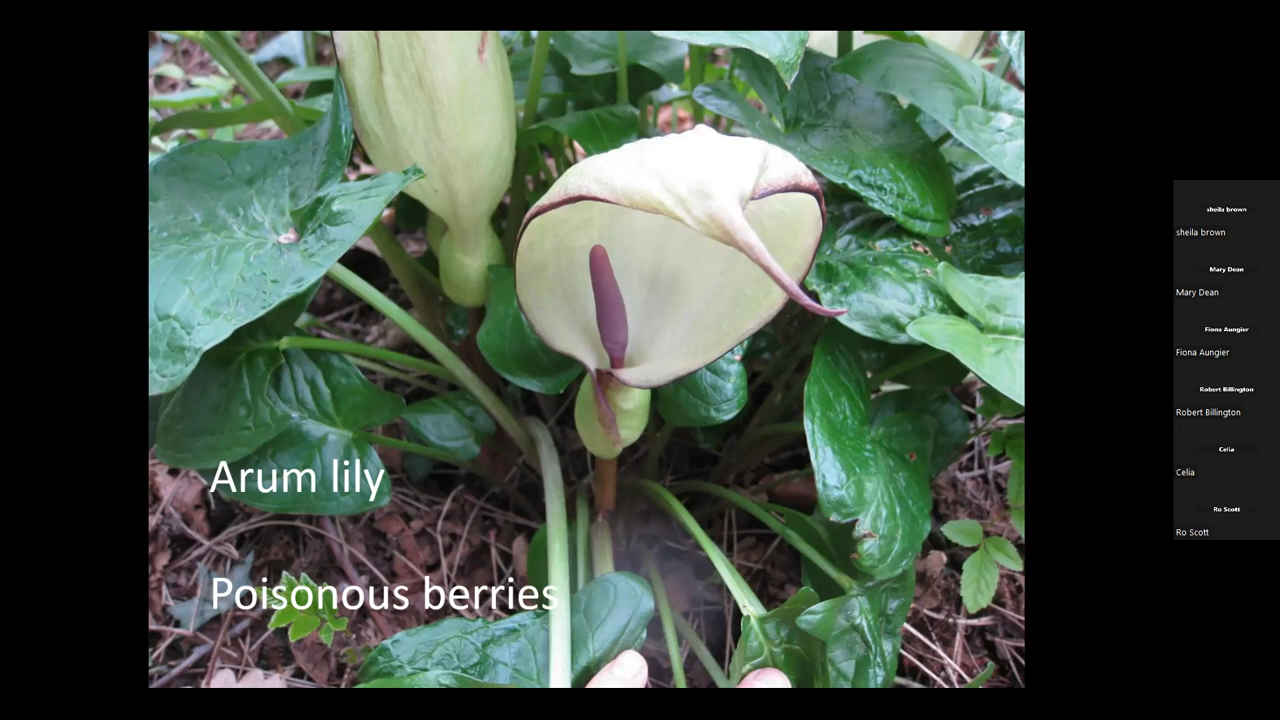 Arum lily
Poisonous berries
sheila brown
sheila brown
Mary Dean
Mary Dean
Fiona Aungier
Fiona Aungier
Robert Billington
Robert Billington
Celia
Celia
Ro Scott
Ro Scott